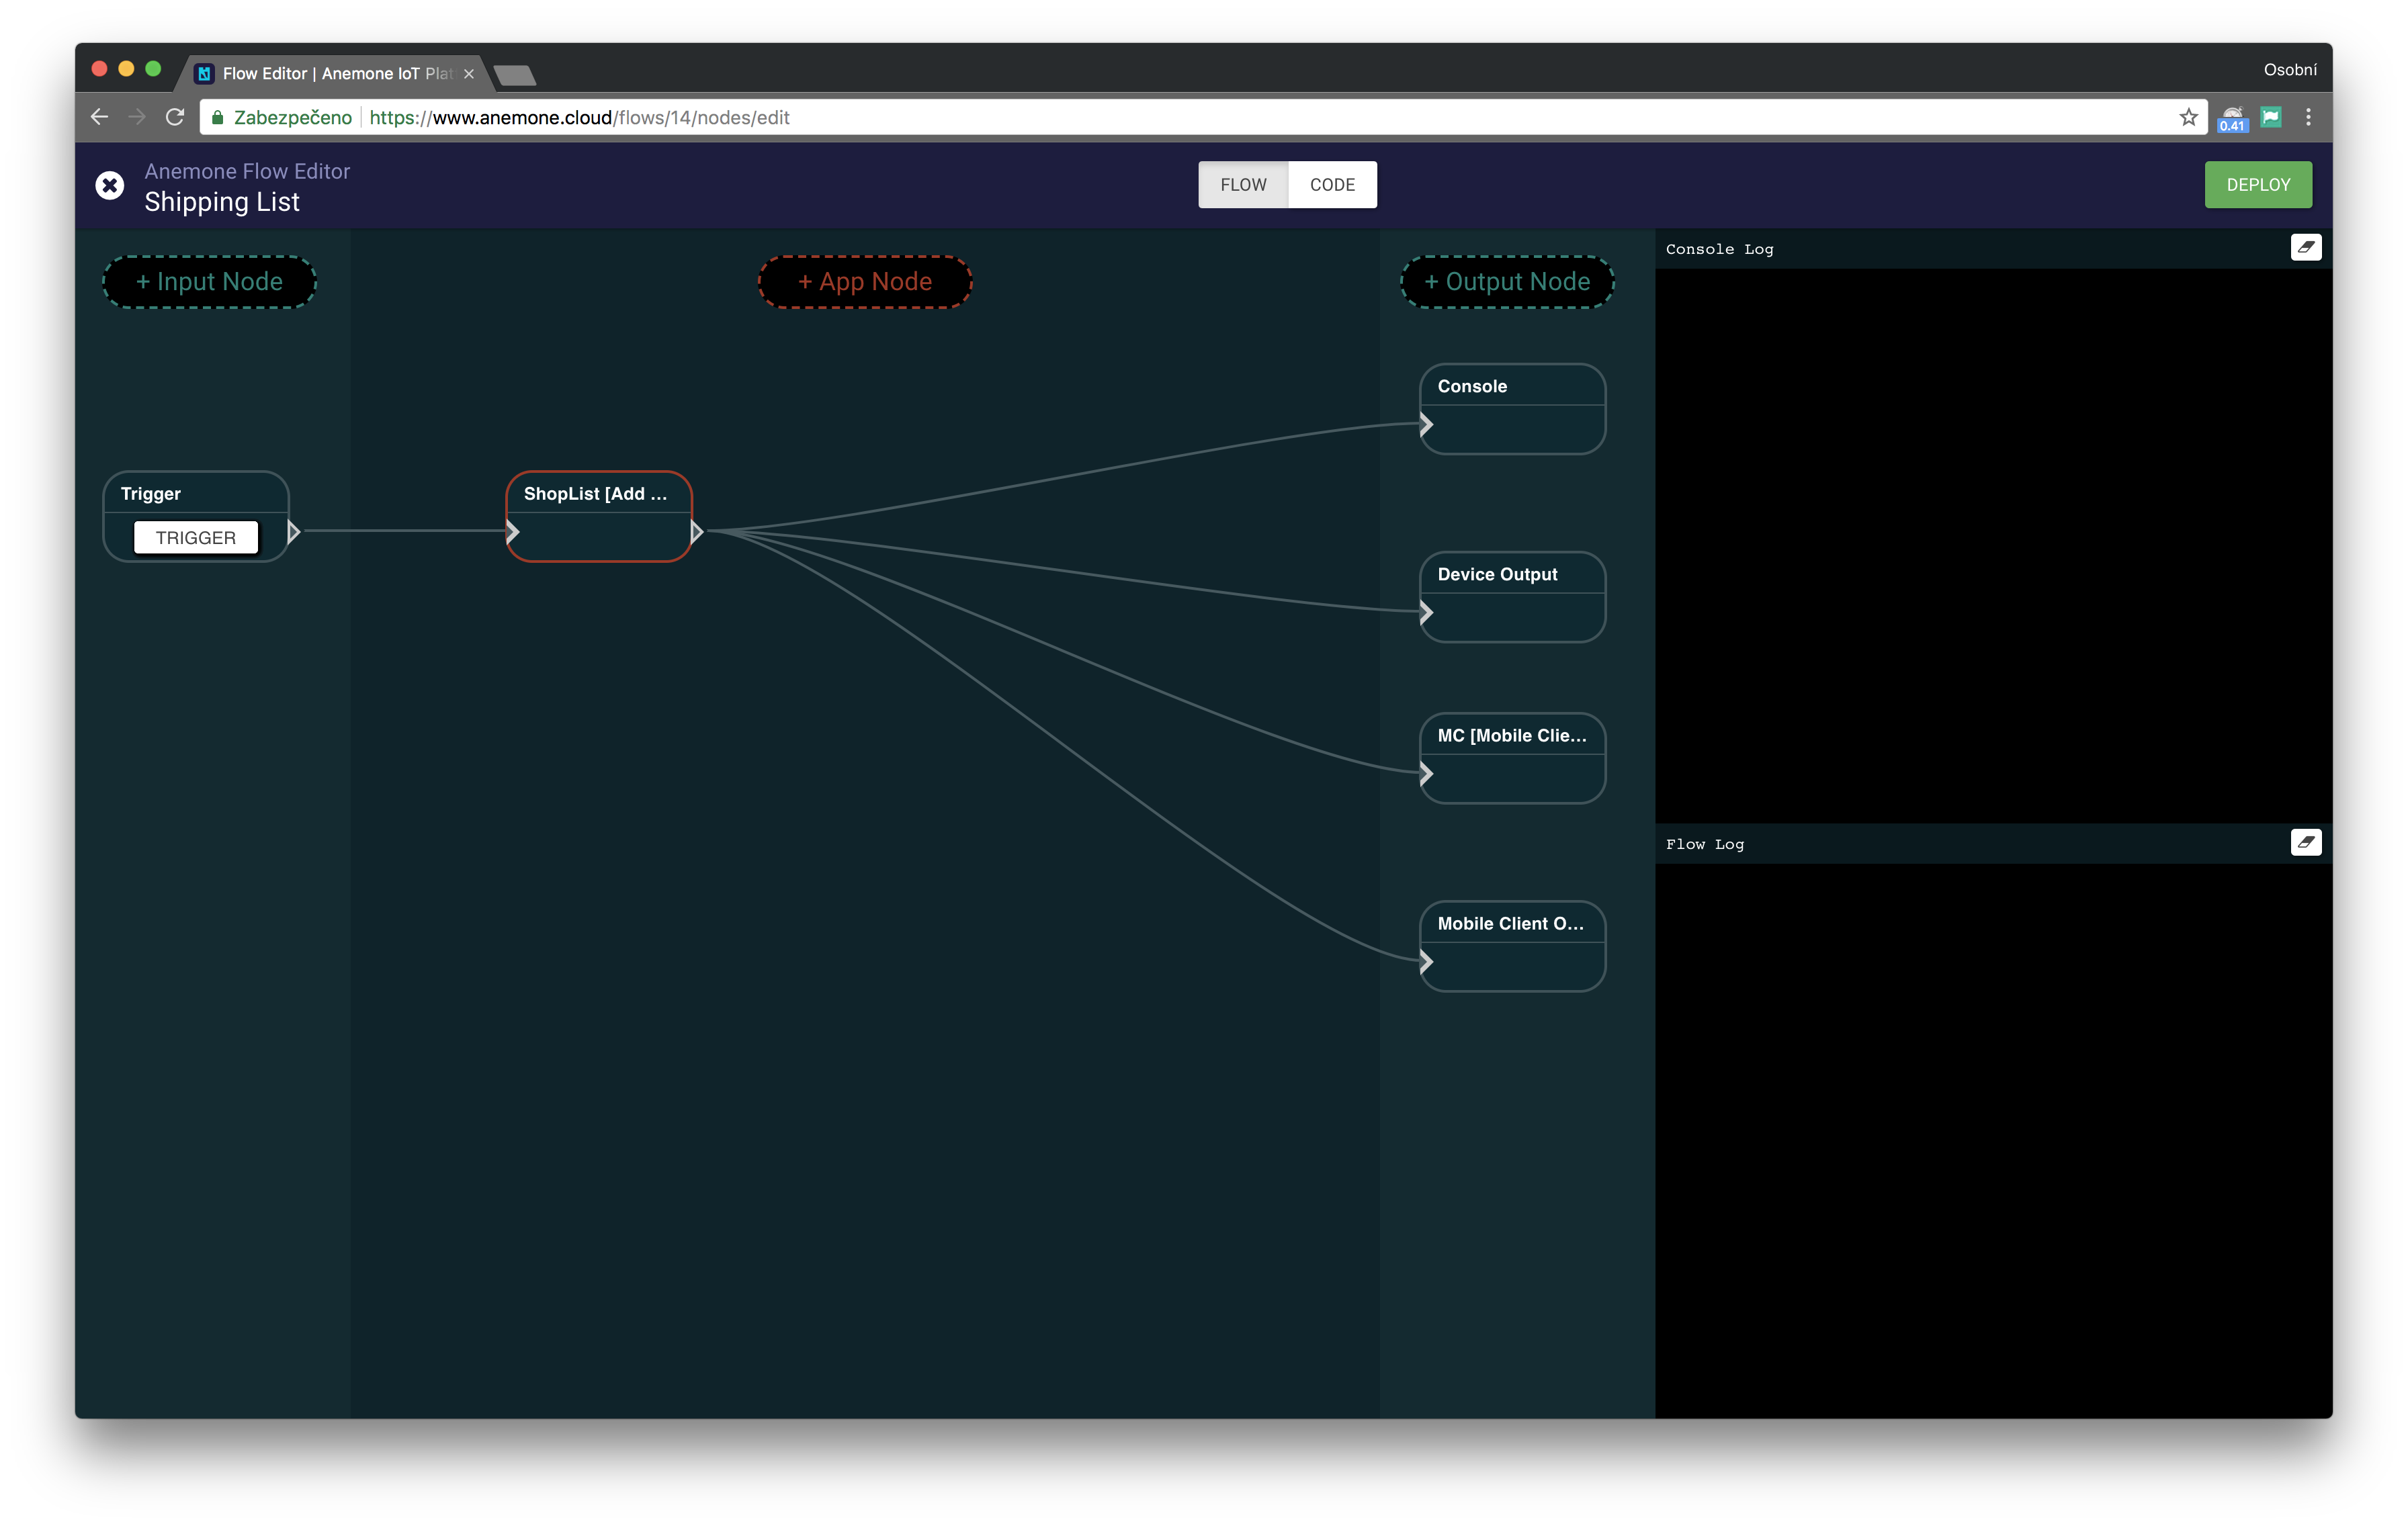 Flow Editor | Anemone IoT Plat
Osobní
Zabezpečeno https://www.anemone.cloud/flows/14/nodes/edit
0.41
Anemone Flow Editor
Shipping List
FLOW CODE
DEPLOY
+ Input Node
+ App Node
+ Output Node
Console Log
Console
Trigger
TRIGGER
ShopList [Add ...
Device Output
MC [Mobile Clie...
Flow Log
Mobile Client O...